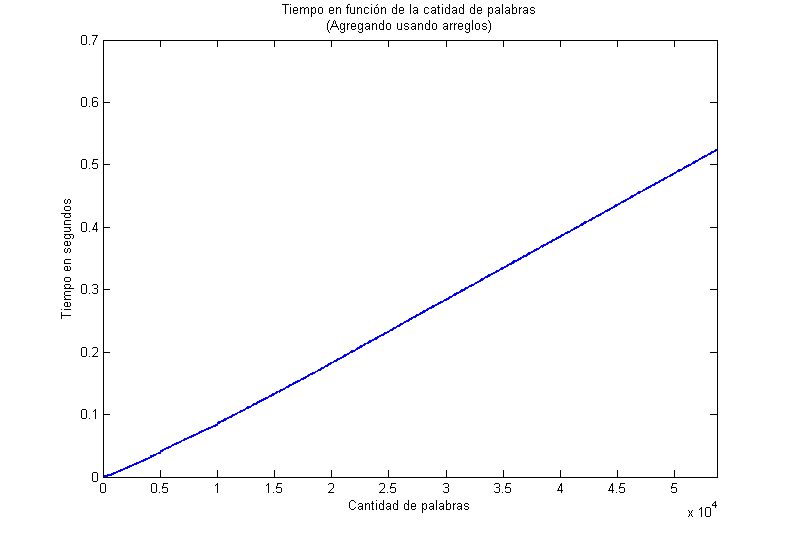 Tiempo en función de la catidad de palabras
(Agregando usando arreglos)
0.7
0.6
0.5
0.4
0.3
0.2
0.1
0
Tiempo en segundos
0 0.5 1 1.5 2 2.5 3 3.5 4 4.5 5
Cantidad de palabras
x 10^4